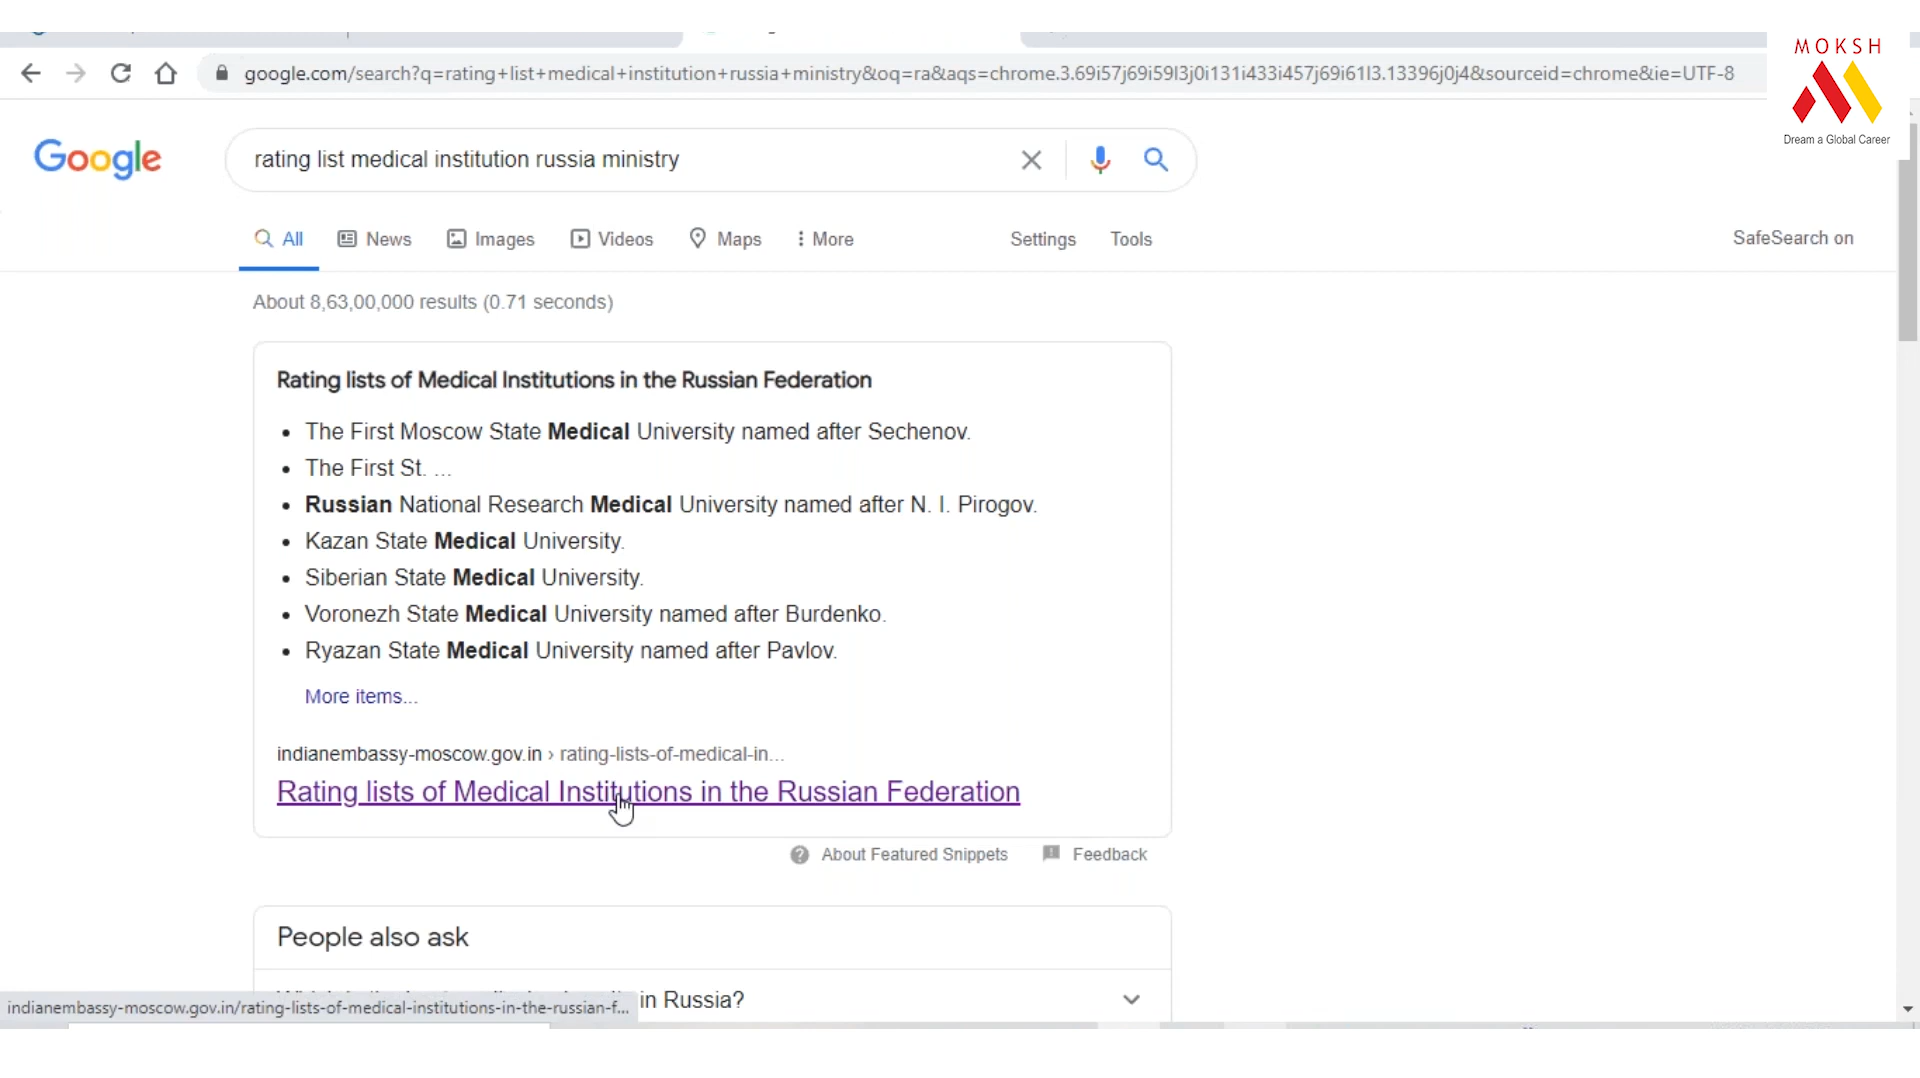 MOKSH
google.com/search?q=rating+list+medical+institution+russia+ministry&oq=ra&aqs=chrome.3.69i57j69i59l3j0i131i433i457j69i61l3.13396j0j4&sourceid=chrome&ie=UTF-8
Dream a Global Career
Google
rating list medical institution russia ministry
All News Images Videos Maps More Settings Tools SafeSearch on
About 8,63,00,000 results (0.71 seconds)
Rating lists of Medical Institutions in the Russian Federation
The First Moscow State Medical University named after Sechenov.
The First St. ...
Russian National Research Medical University named after N. I. Pirogov.
Kazan State Medical University.
Siberian State Medical University.
Voronezh State Medical University named after Burdenko.
Ryazan State Medical University named after Pavlov.
More items...
indianembassy-moscow.gov.in › rating-lists-of-medical-in...
Rating lists of Medical Institutions in the Russian Federation
About Featured Snippets Feedback
People also ask
in Russia?
indianembassy-moscow.gov.in/rating-lists-of-medical-institutions-in-the-russian-f...